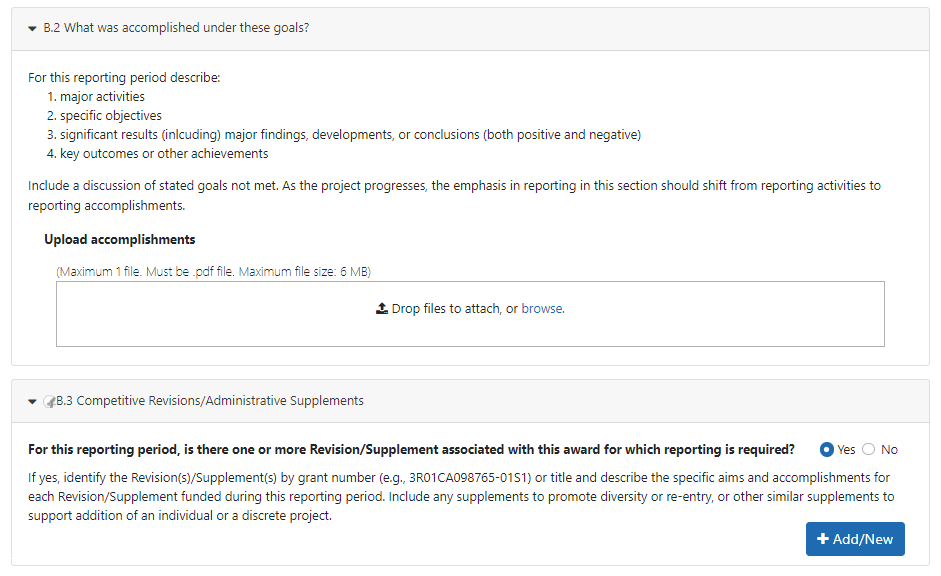 B.2 What was accomplished under these goals?
For this reporting period describe:
1. major activities
2. specific objectives
3. significant results (inlcuding) major findings, developments, or conclusions (both positive and negative)
4. key outcomes or other achievements
Include a discussion of stated goals not met. As the project progresses, the emphasis in reporting in this section should shift from reporting activities to
reporting accomplishments.
Upload accomplishments
(Maximum 1 file. Must be .pdf file. Maximum file size: 6 MB)
Drop files to attach, or browse.
B.3 Competitive Revisions/Administrative Supplements
For this reporting period, is there one or more Revision/Supplement associated with this award for which reporting is required? Yes No
If yes, identify the Revision(s)/Supplement(s) by grant number (e.g., 3R01CA098765-01S1) or title and describe the specific aims and accomplishments for
each Revision/Supplement funded during this reporting period. Include any supplements to promote diversity or re-entry, or other similar supplements to
support addition of an individual or a discrete project.
+ Add/New